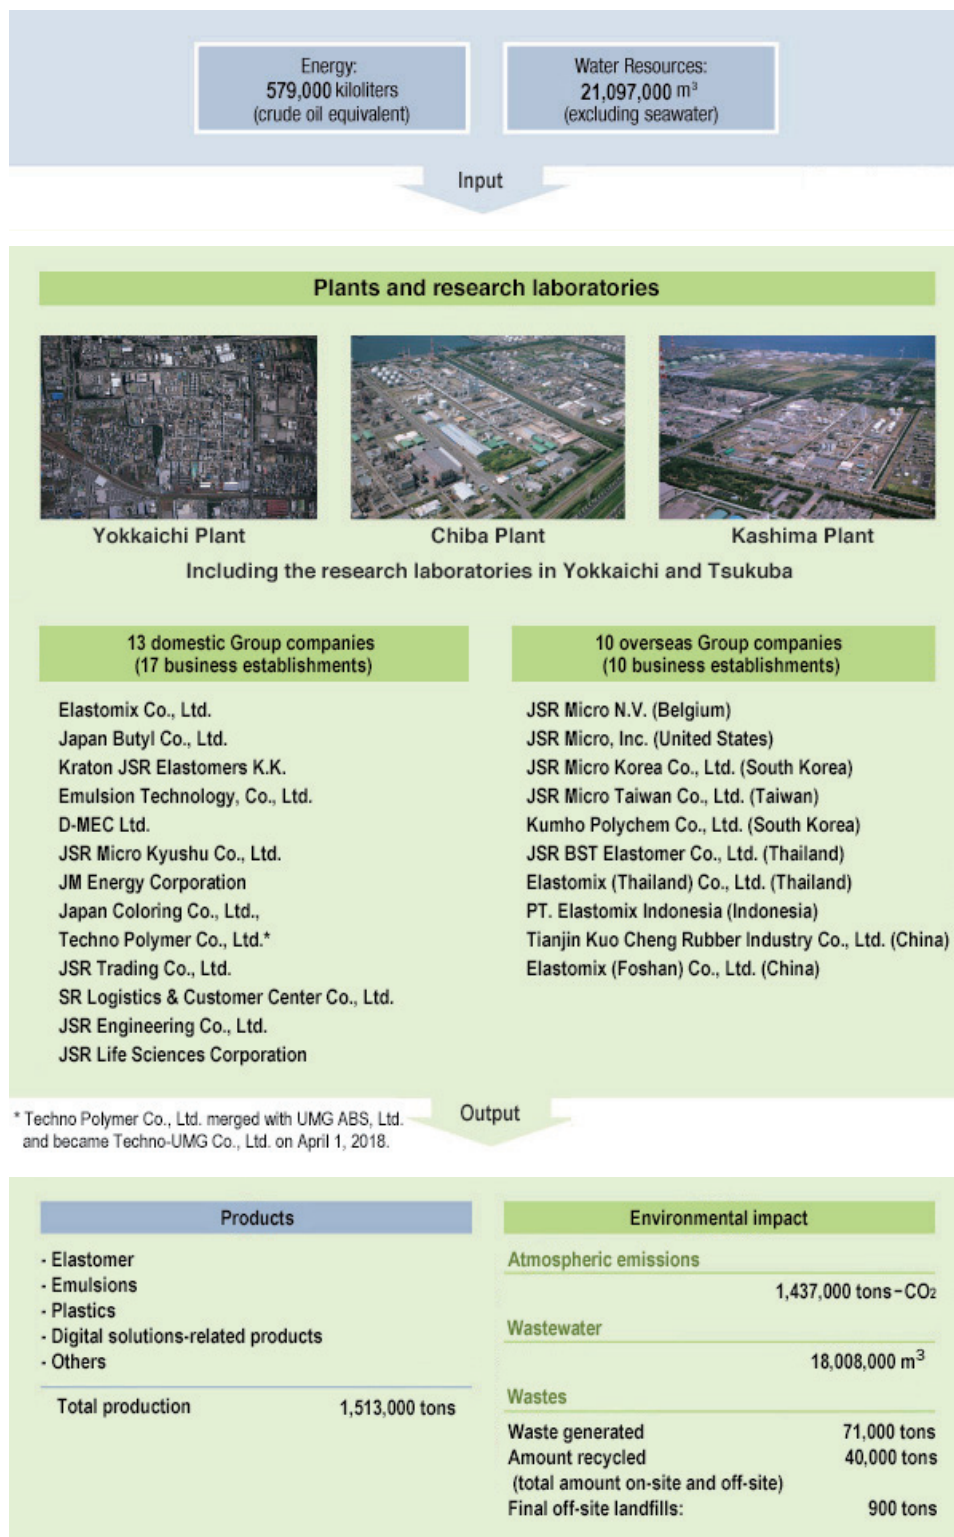 Energy:
579,000 kiloliters
(crude oil equivalent)
Water Resources:
21,097,000 m³
(excluding seawater)
Input
Plants and research laboratories
Yokkaichi Plant
Chiba Plant
Kashima Plant
Including the research laboratories in Yokkaichi and Tsukuba
13 domestic Group companies
(17 business establishments)
Elastomix Co., Ltd.
Japan Butyl Co., Ltd.
Kraton JSR Elastomers K.K.
Emulsion Technology, Co., Ltd.
D-MEC Ltd.
JSR Micro Kyushu Co., Ltd.
JM Energy Corporation
Japan Coloring Co., Ltd.,
Techno Polymer Co., Ltd.*
JSR Trading Co., Ltd.
SR Logistics & Customer Center Co., Ltd.
JSR Engineering Co., Ltd.
JSR Life Sciences Corporation
10 overseas Group companies
(10 business establishments)
JSR Micro N.V. (Belgium)
JSR Micro, Inc. (United States)
JSR Micro Korea Co., Ltd. (South Korea)
JSR Micro Taiwan Co., Ltd. (Taiwan)
Kumho Polychem Co., Ltd. (South Korea)
JSR BST Elastomer Co., Ltd. (Thailand)
Elastomix (Thailand) Co., Ltd. (Thailand)
PT. Elastomix Indonesia (Indonesia)
Tianjin Kuo Cheng Rubber Industry Co., Ltd. (China)
Elastomix (Foshan) Co., Ltd. (China)
* Techno Polymer Co., Ltd. merged with UMG ABS, Ltd.
and became Techno-UMG Co., Ltd. on April 1, 2018.
Output
Products
- Elastomer
- Emulsions
- Plastics
- Digital solutions-related products
- Others
Total production 1,513,000 tons
Environmental impact
Atmospheric emissions
1,437,000 tons-CO₂
Wastewater
18,008,000 m³
Wastes
Waste generated 71,000 tons
Amount recycled 40,000 tons
(total amount on-site and off-site)
Final off-site landfills: 900 tons